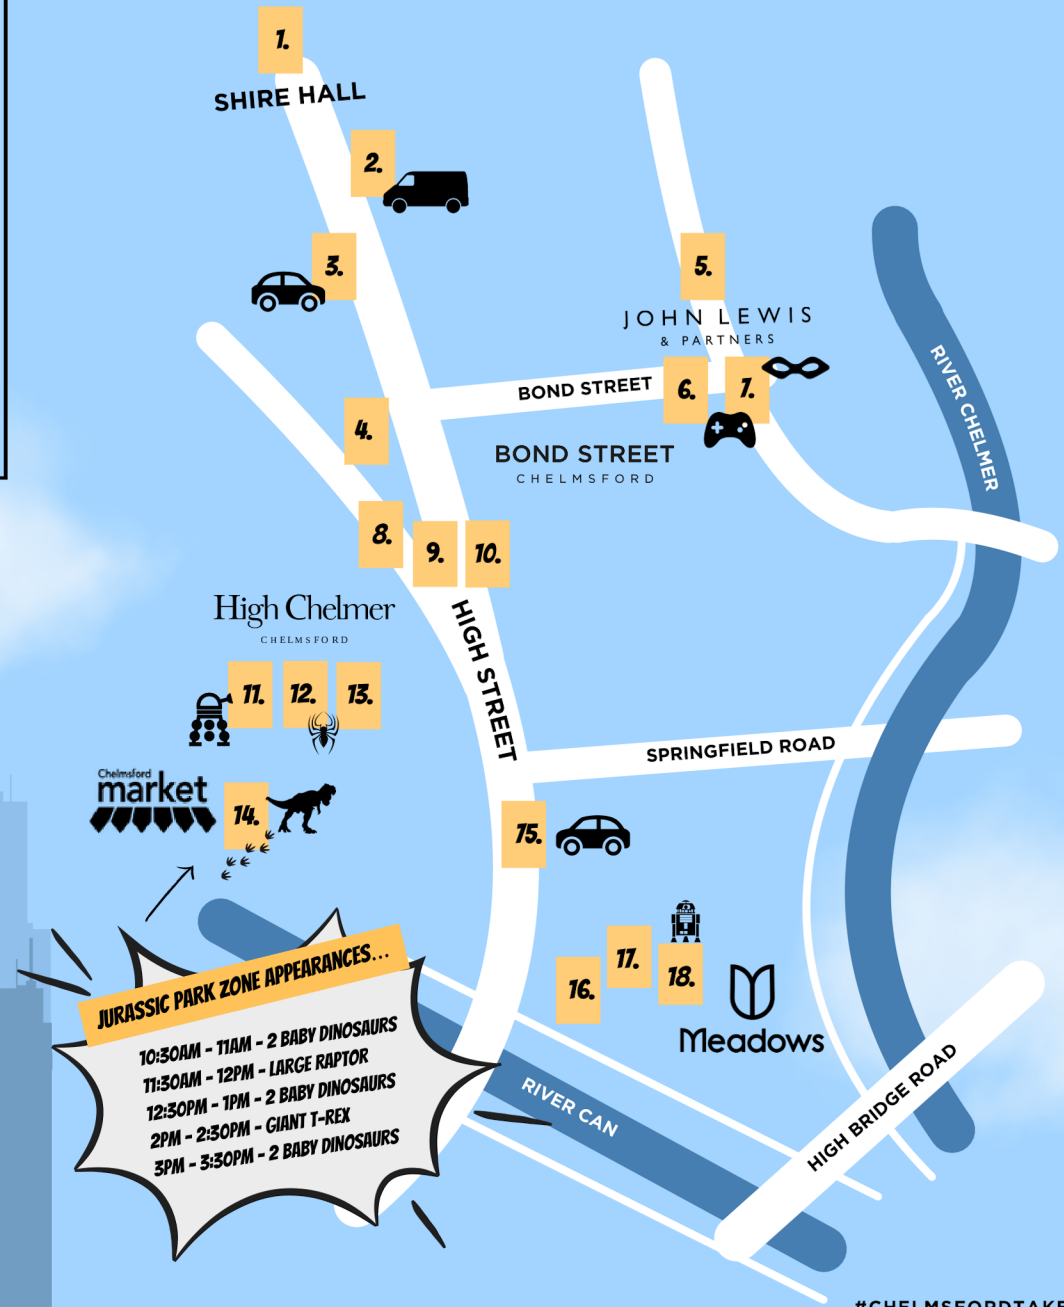 1.
SHIRE HALL
2.
3.
5.
JOHN LEWIS
& PARTNERS
BOND STREET
6.
7.
4.
BOND STREET
CHELMSFORD
RIVER CHELMER
8.
9.
10.
High Chelmer
CHELMSFORD
HIGH STREET
11.
12.
13.
SPRINGFIELD ROAD
Chelmsford
market
14.
15.
16.
17.
18.
Meadows
JURASSIC PARK ZONE APPEARANCES...
10:30AM - 11AM - 2 BABY DINOSAURS
11:30AM - 12PM - LARGE RAPTOR
12:30PM - 1PM - 2 BABY DINOSAURS
2PM - 2:30PM - GIANT T-REX
3PM - 3:30PM - 2 BABY DINOSAURS
RIVER CAN
HIGH BRIDGE ROAD
#CHELMSFORDTAKE